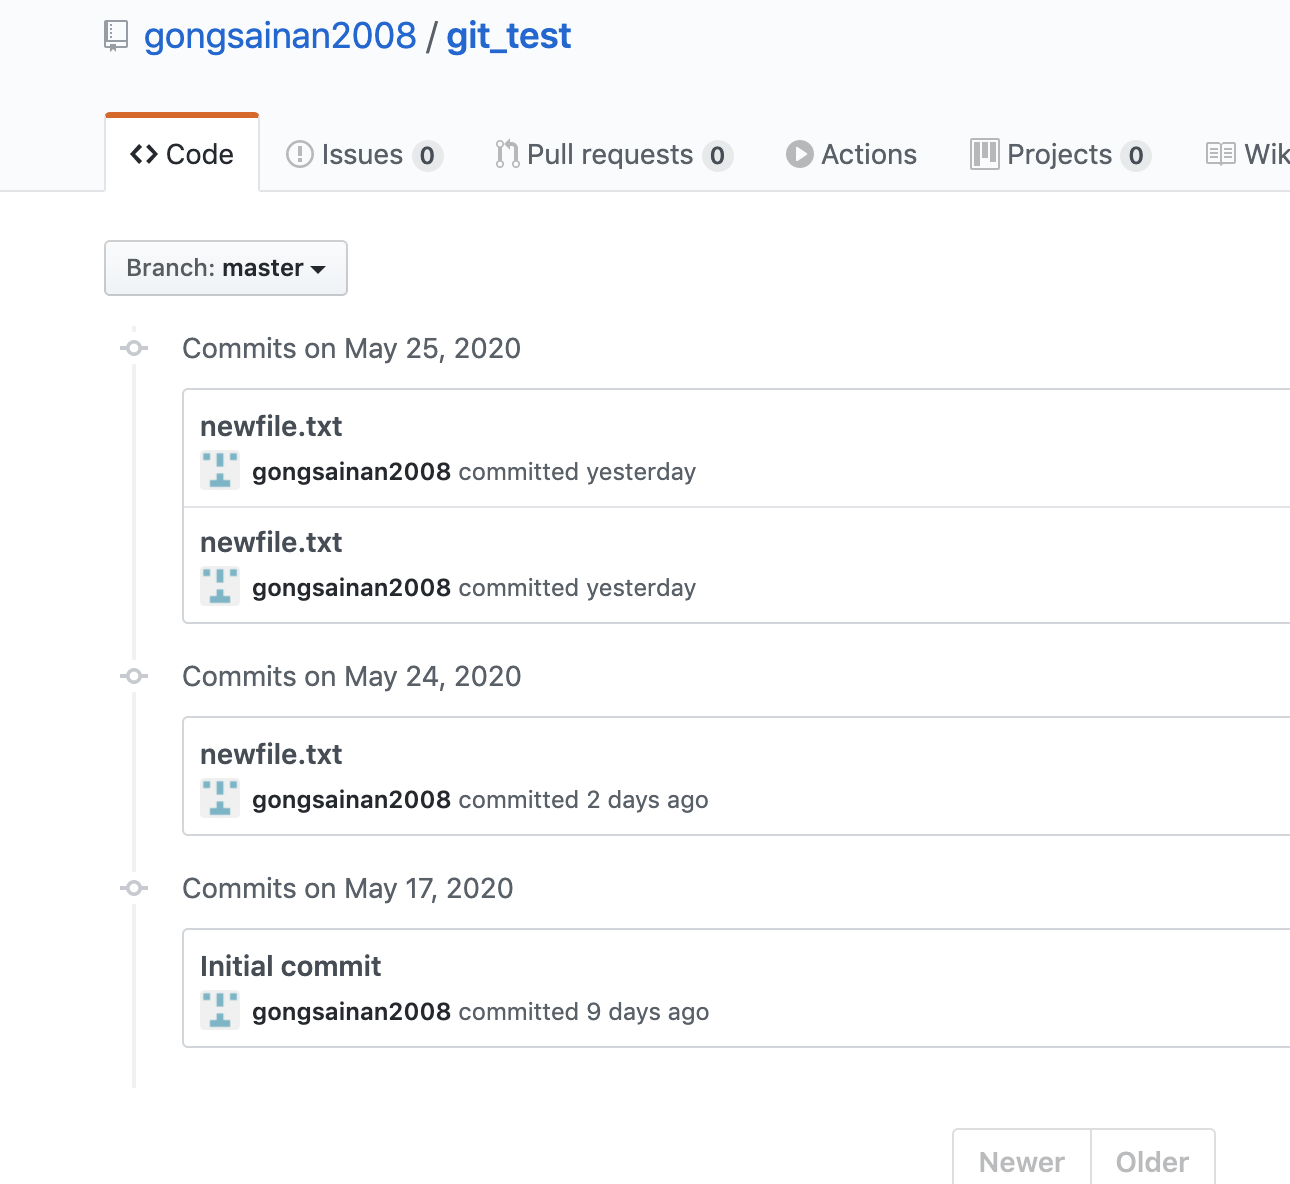 gongsainan2008 / git_test
Code Issues 0 Pull requests 0 Actions Projects 0 Wik
Branch: master
Commits on May 25, 2020
newfile.txt
gongsainan2008 committed yesterday
newfile.txt
gongsainan2008 committed yesterday
Commits on May 24, 2020
newfile.txt
gongsainan2008 committed 2 days ago
Commits on May 17, 2020
Initial commit
gongsainan2008 committed 9 days ago
Newer Older